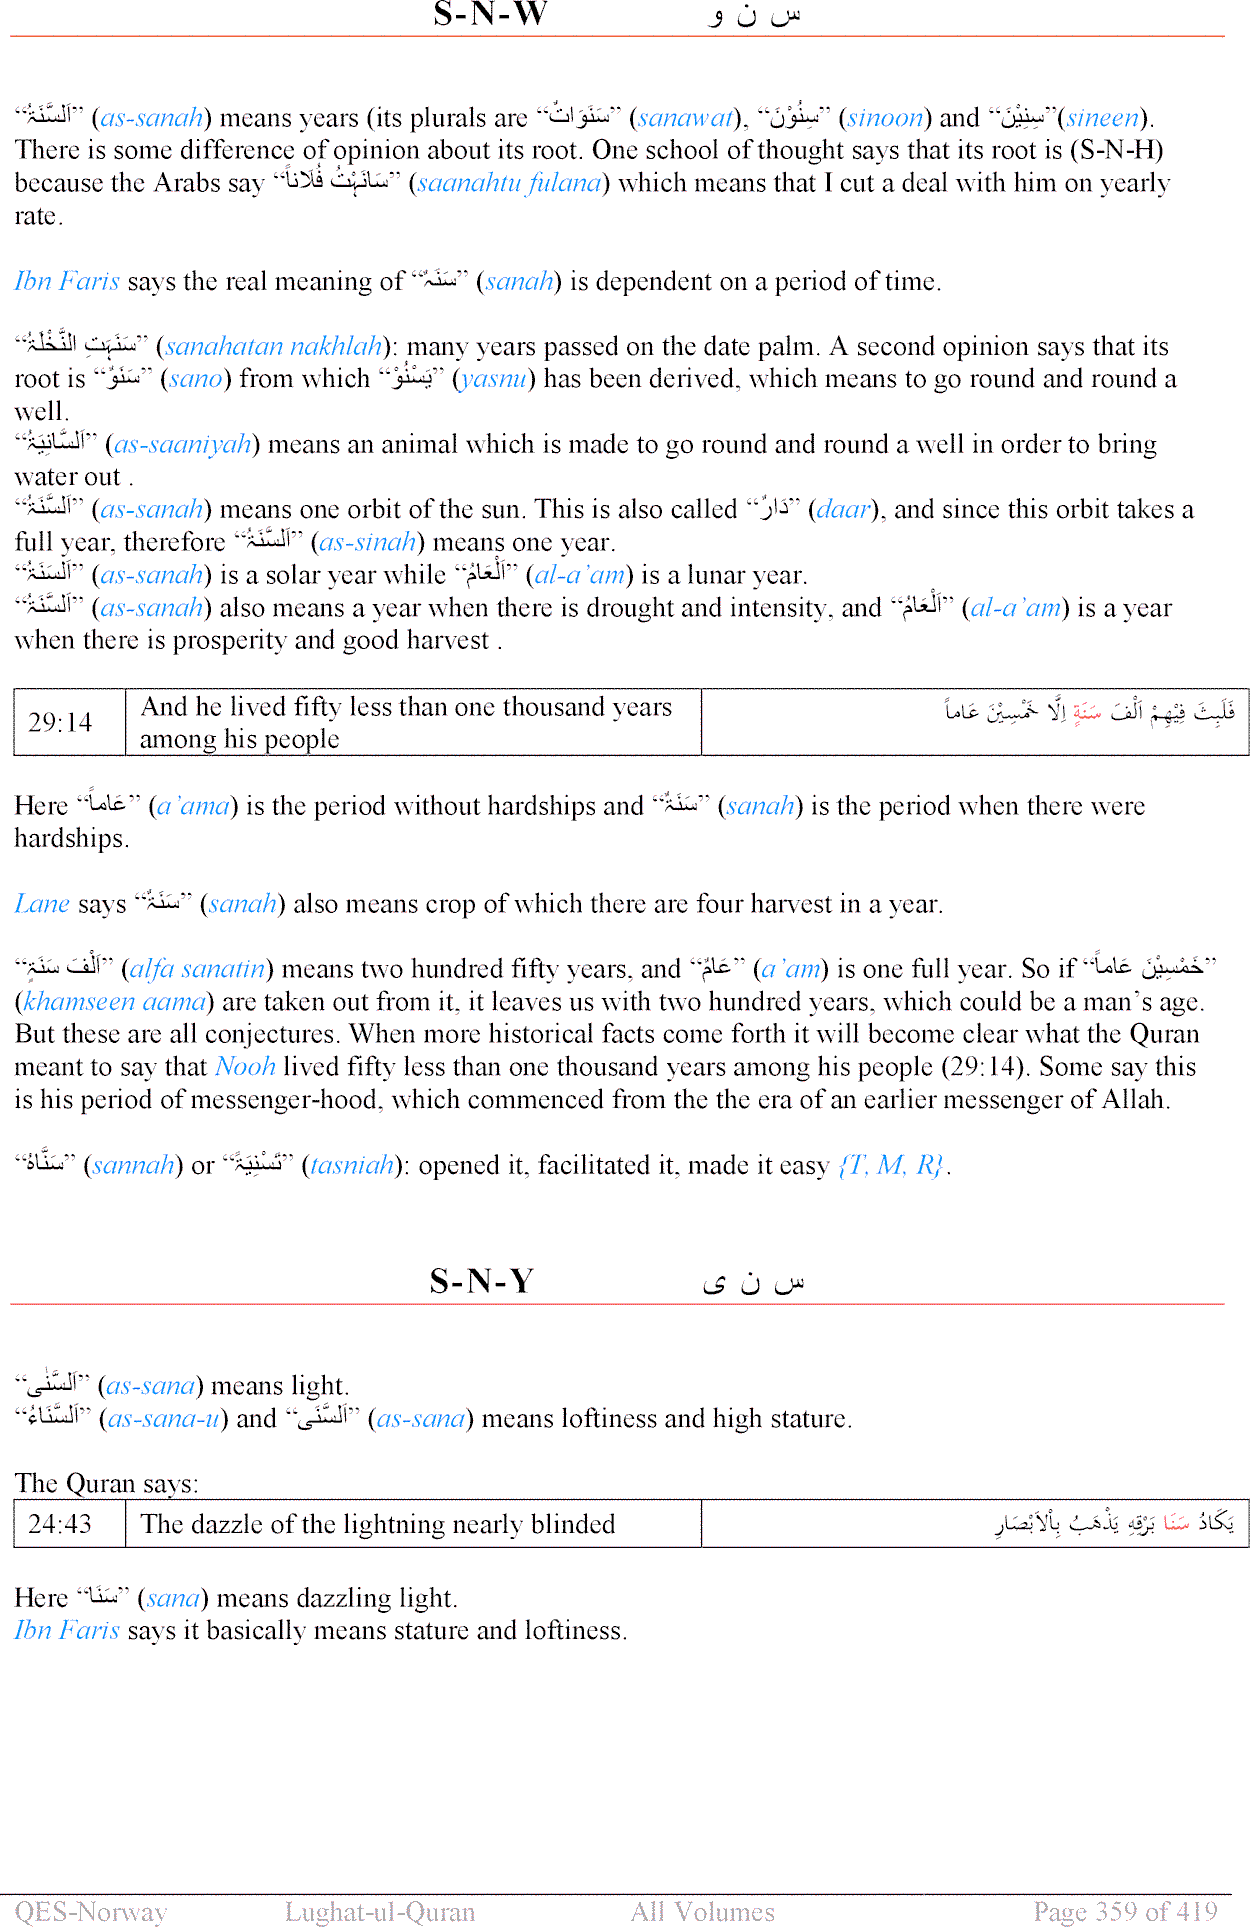 S-N-W س ن و
“اَلسَّنَۃُ” (as-sanah) means years (its plurals are “سَنَوَاتٌ” (sanawat), “سِنُوْنَ” (sinoon) and “سِنِیْنَ”(sineen).
There is some difference of opinion about its root. One school of thought says that its root is (S-N-H)
because the Arabs say “سَانَہْتُ فُلَاناً” (saanahtu fulana) which means that I cut a deal with him on yearly
rate.
Ibn Faris says the real meaning of “سَنَہٌ” (sanah) is dependent on a period of time.
“سَنَہَتِ النَّخْلَۃُ” (sanahatan nakhlah): many years passed on the date palm. A second opinion says that its
root is “سَنَوٌ” (sano) from which “یَسْنُوْ” (yasnu) has been derived, which means to go round and round a
well.
“اَلسَّانِیَۃُ” (as-saaniyah) means an animal which is made to go round and round a well in order to bring
water out .
“اَلسَّنَۃُ” (as-sanah) means one orbit of the sun. This is also called “دَارٌ” (daar), and since this orbit takes a
full year, therefore “اَلسَّنَۃُ” (as-sinah) means one year.
“اَلسَنَۃُ” (as-sanah) is a solar year while “اَلْعَامُ” (al-a’am) is a lunar year.
“اَلسَّنَۃُ” (as-sanah) also means a year when there is drought and intensity, and “اَلْعَامُ” (al-a’am) is a year
when there is prosperity and good harvest .
29:14 And he lived fifty less than one thousand years فَلَبِثَ فِیْھِمْ اَلْفَ سَنَۃٍ اِلَّا خَمْسِیْنَ عَاماً
among his people
Here “عَاماً” (a’ama) is the period without hardships and “سَنَۃٌ” (sanah) is the period when there were
hardships.
Lane says “سَنَۃٌ” (sanah) also means crop of which there are four harvest in a year.
“اَلْفَ سَنَۃٍ” (alfa sanatin) means two hundred fifty years, and “عَامٌ” (a’am) is one full year. So if “خَمْسِیْنَ عَاماً”
(khamseen aama) are taken out from it, it leaves us with two hundred years, which could be a man’s age.
But these are all conjectures. When more historical facts come forth it will become clear what the Quran
meant to say that Nooh lived fifty less than one thousand years among his people (29:14). Some say this
is his period of messenger-hood, which commenced from the the era of an earlier messenger of Allah.
“سَنَّاہُ” (sannah) or “تَسْنِیَۃً” (tasniah): opened it, facilitated it, made it easy {T, M, R}.
S-N-Y س ن ی
“اَلسَّنٰی” (as-sana) means light.
“اَلسَّنَاءُ” (as-sana-u) and “اَلسَّنَی” (as-sana) means loftiness and high stature.
The Quran says:
24:43 The dazzle of the lightning nearly blinded یَکَادُ سَنَا بَرْقِہٖ یَذْھَبُ بِالْاَبْصَارِ
Here “سَنَا” (sana) means dazzling light.
Ibn Faris says it basically means stature and loftiness.
QES-Norway Lughat-ul-Quran All Volumes Page 359 of 419